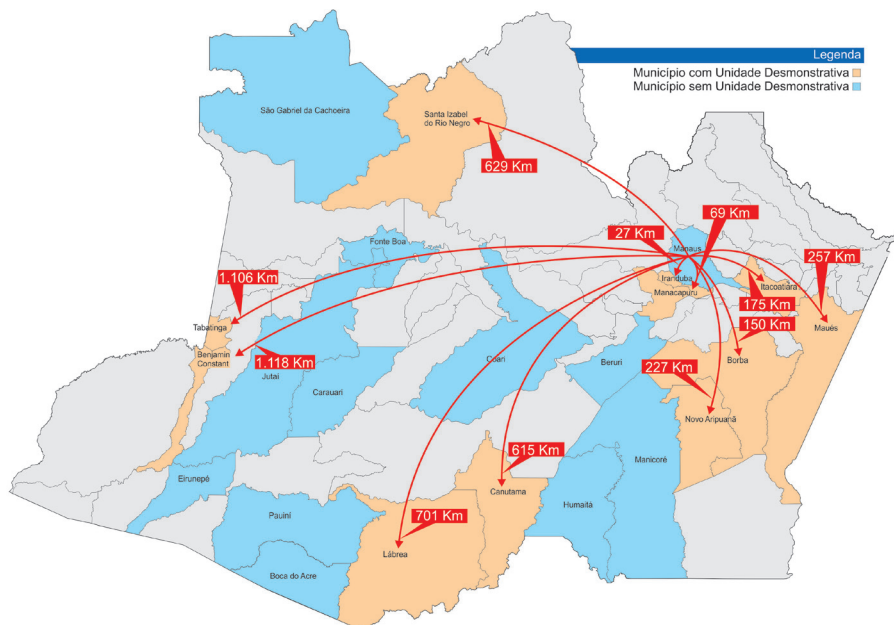 Legenda
Município com Unidade Desmonstrativa
Município sem Unidade Desmonstrativa
São Gabriel da Cachoeira
Santa Izabel
do Rio Negro
629 Km
69 Km
27 Km
Manaus
Fonte Boa
257 Km
Iranduba
Itacoatiara
1.106 Km
Manacapuru
175 Km
Tabatinga
150 Km
Maués
Benjamin
Constant
1.118 Km
Coari
Beruri
Borba
Jutaí
227 Km
Carauari
Novo Aripuanã
615 Km
Manicoré
Eirunepé
Canutama
Humaitá
Pauiní
701 Km
Lábrea
Boca do Acre